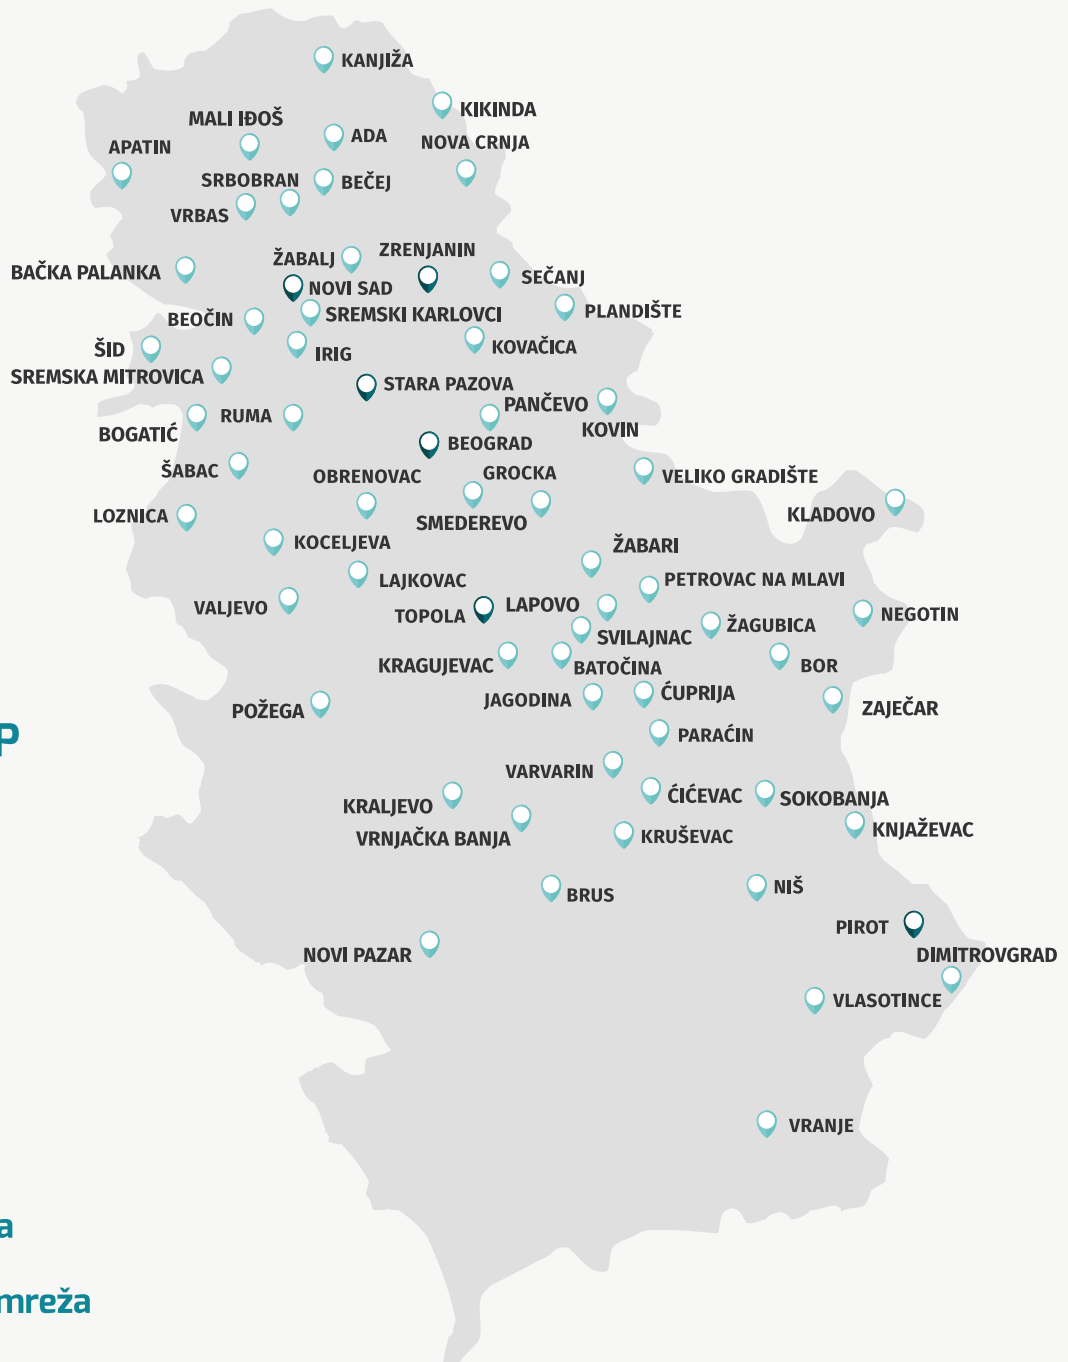 KANJIŽA
KIKINDA
MALI IĐOŠ
ADA
NOVA CRNJA
APATIN
SRBOBRAN
BEČEJ
VRBAS
ZRENJANIN
ŽABALJ
BAČKA PALANKA
SEČANJ
NOVI SAD
PLANDIŠTE
SREMSKI KARLOVCI
BEOČIN
KOVAČICA
ŠID
IRIG
SREMSKA MITROVICA
STARA PAZOVA
PANČEVO
RUMA
KOVIN
BOGATIĆ
BEOGRAD
ŠABAC
GROCKA
OBRENOVAC
VELIKO GRADIŠTE
LOZNICA
KLADOVO
SMEDEREVO
KOCELJEVA
ŽABARI
LAJKOVAC
PETROVAC NA MLAVI
VALJEVO
LAPOVO
TOPOLA
NEGOTIN
ŽAGUBICA
SVILAJNAC
KRAGUJEVAC
BATOČINA
BOR
JAGODINA
ĆUPRIJA
POŽEGA
ZAJEČAR
P
PARAĆIN
VARVARIN
ĆIĆEVAC
SOKOBANJA
KRALJEVO
KNJAŽEVAC
VRNJAČKA BANJA
KRUŠEVAC
NIŠ
BRUS
PIROT
NOVI PAZAR
DIMITROVGRAD
VLASOTINCE
VRANJE
a
mreža